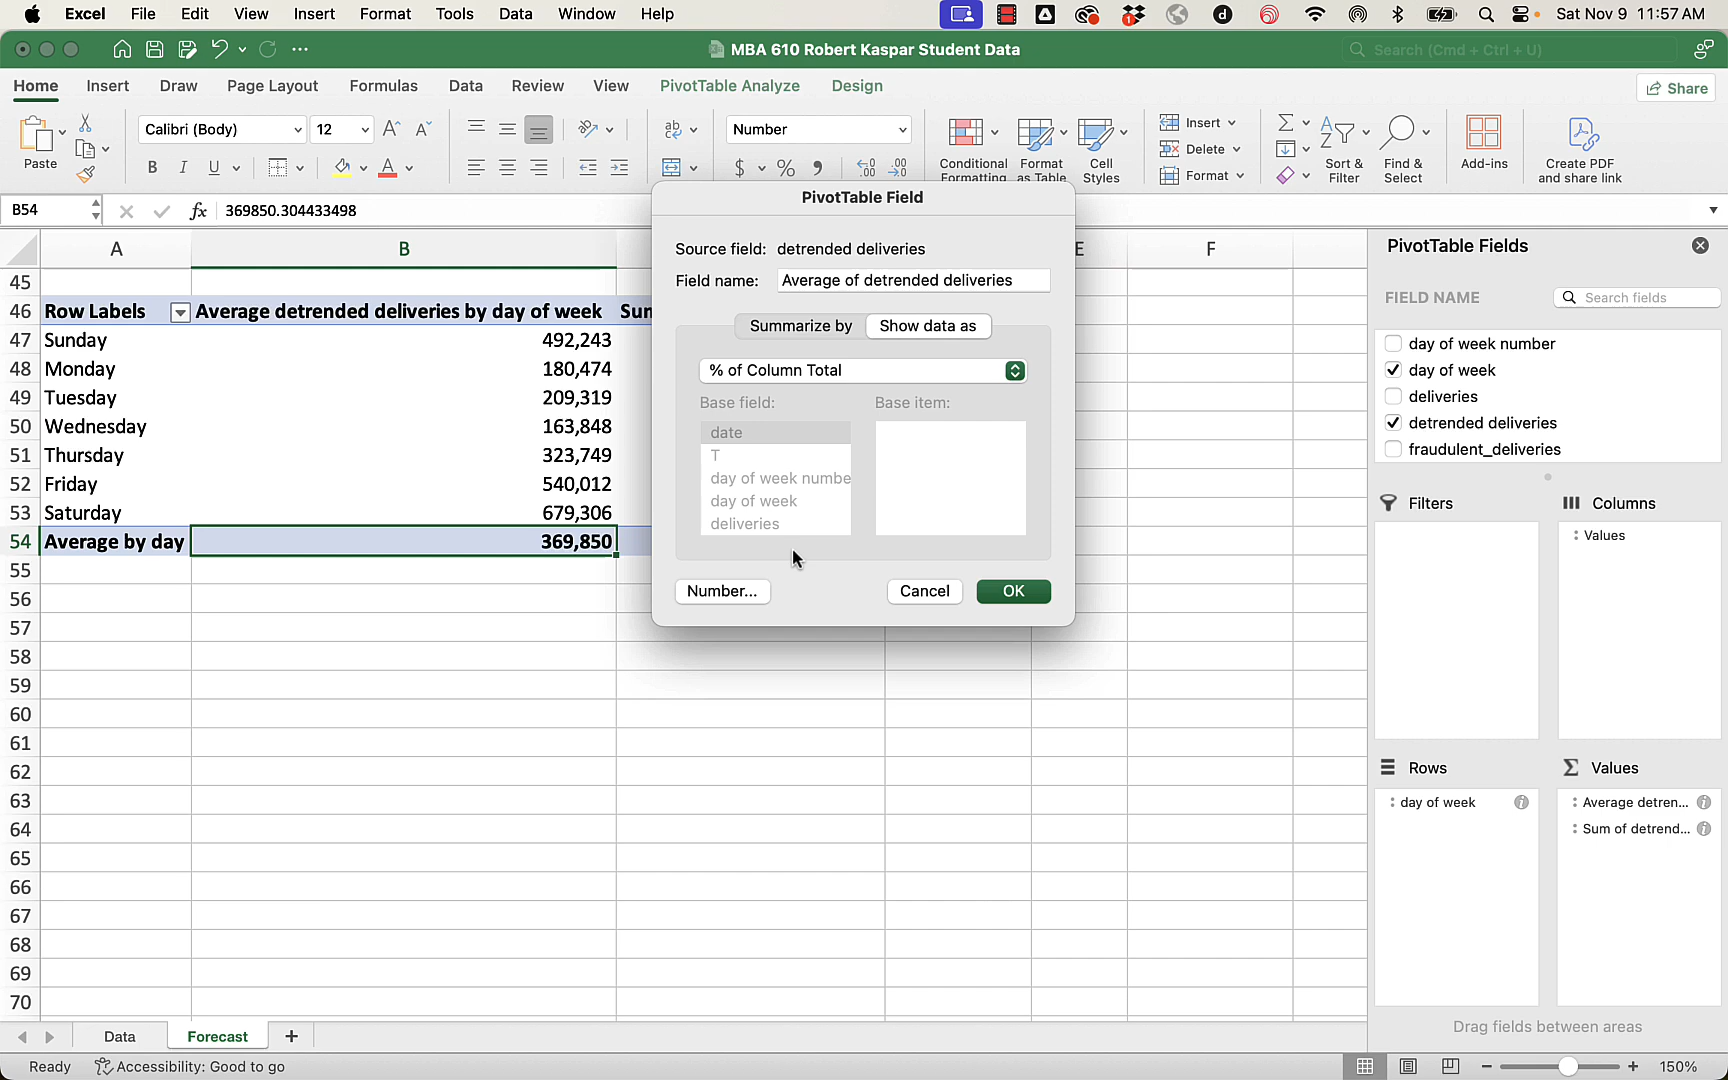 Excel File Edit View Insert Format Tools Data Window Help
1
d
Sat Nov 9 11:57 AM
MBA 610 Robert Kaspar Student Data
Search (Cmd + Ctrl + U)
Home Insert Draw Page Layout Formulas Data Review View PivotTable Analyze Design
Share
Paste
Calibri (Body) 12
B I U
ab
Number
$ % ,
Conditional
Formatting
Format
as Table
Cell
Styles
Insert
Delete
Format
Sort &
Filter
Find &
Select
Add-ins
Create PDF
and share link
B54 fx 369850.304433498
A B E F
45
46 Row Labels Average detrended deliveries by day of week Sur
47 Sunday 492,243
48 Monday 180,474
49 Tuesday 209,319
50 Wednesday 163,848
51 Thursday 323,749
52 Friday 540,012
53 Saturday 679,306
54 Average by day 369,850
55
56
57
58
59
60
61
62
63
64
65
66
67
68
69
70
PivotTable Field
Source field: detrended deliveries
Field name: Average of detrended deliveries
Summarize by Show data as
% of Column Total
Base field: Base item:
date
T
day of week numbe
day of week
deliveries
Number... Cancel OK
PivotTable Fields
FIELD NAME Search fields
day of week number
day of week
deliveries
detrended deliveries
fraudulent_deliveries
Filters Columns
Values
Rows Values
day of week Average detren...
Sum of detrend...
Drag fields between areas
Data Forecast +
Ready Accessibility: Good to go
150%